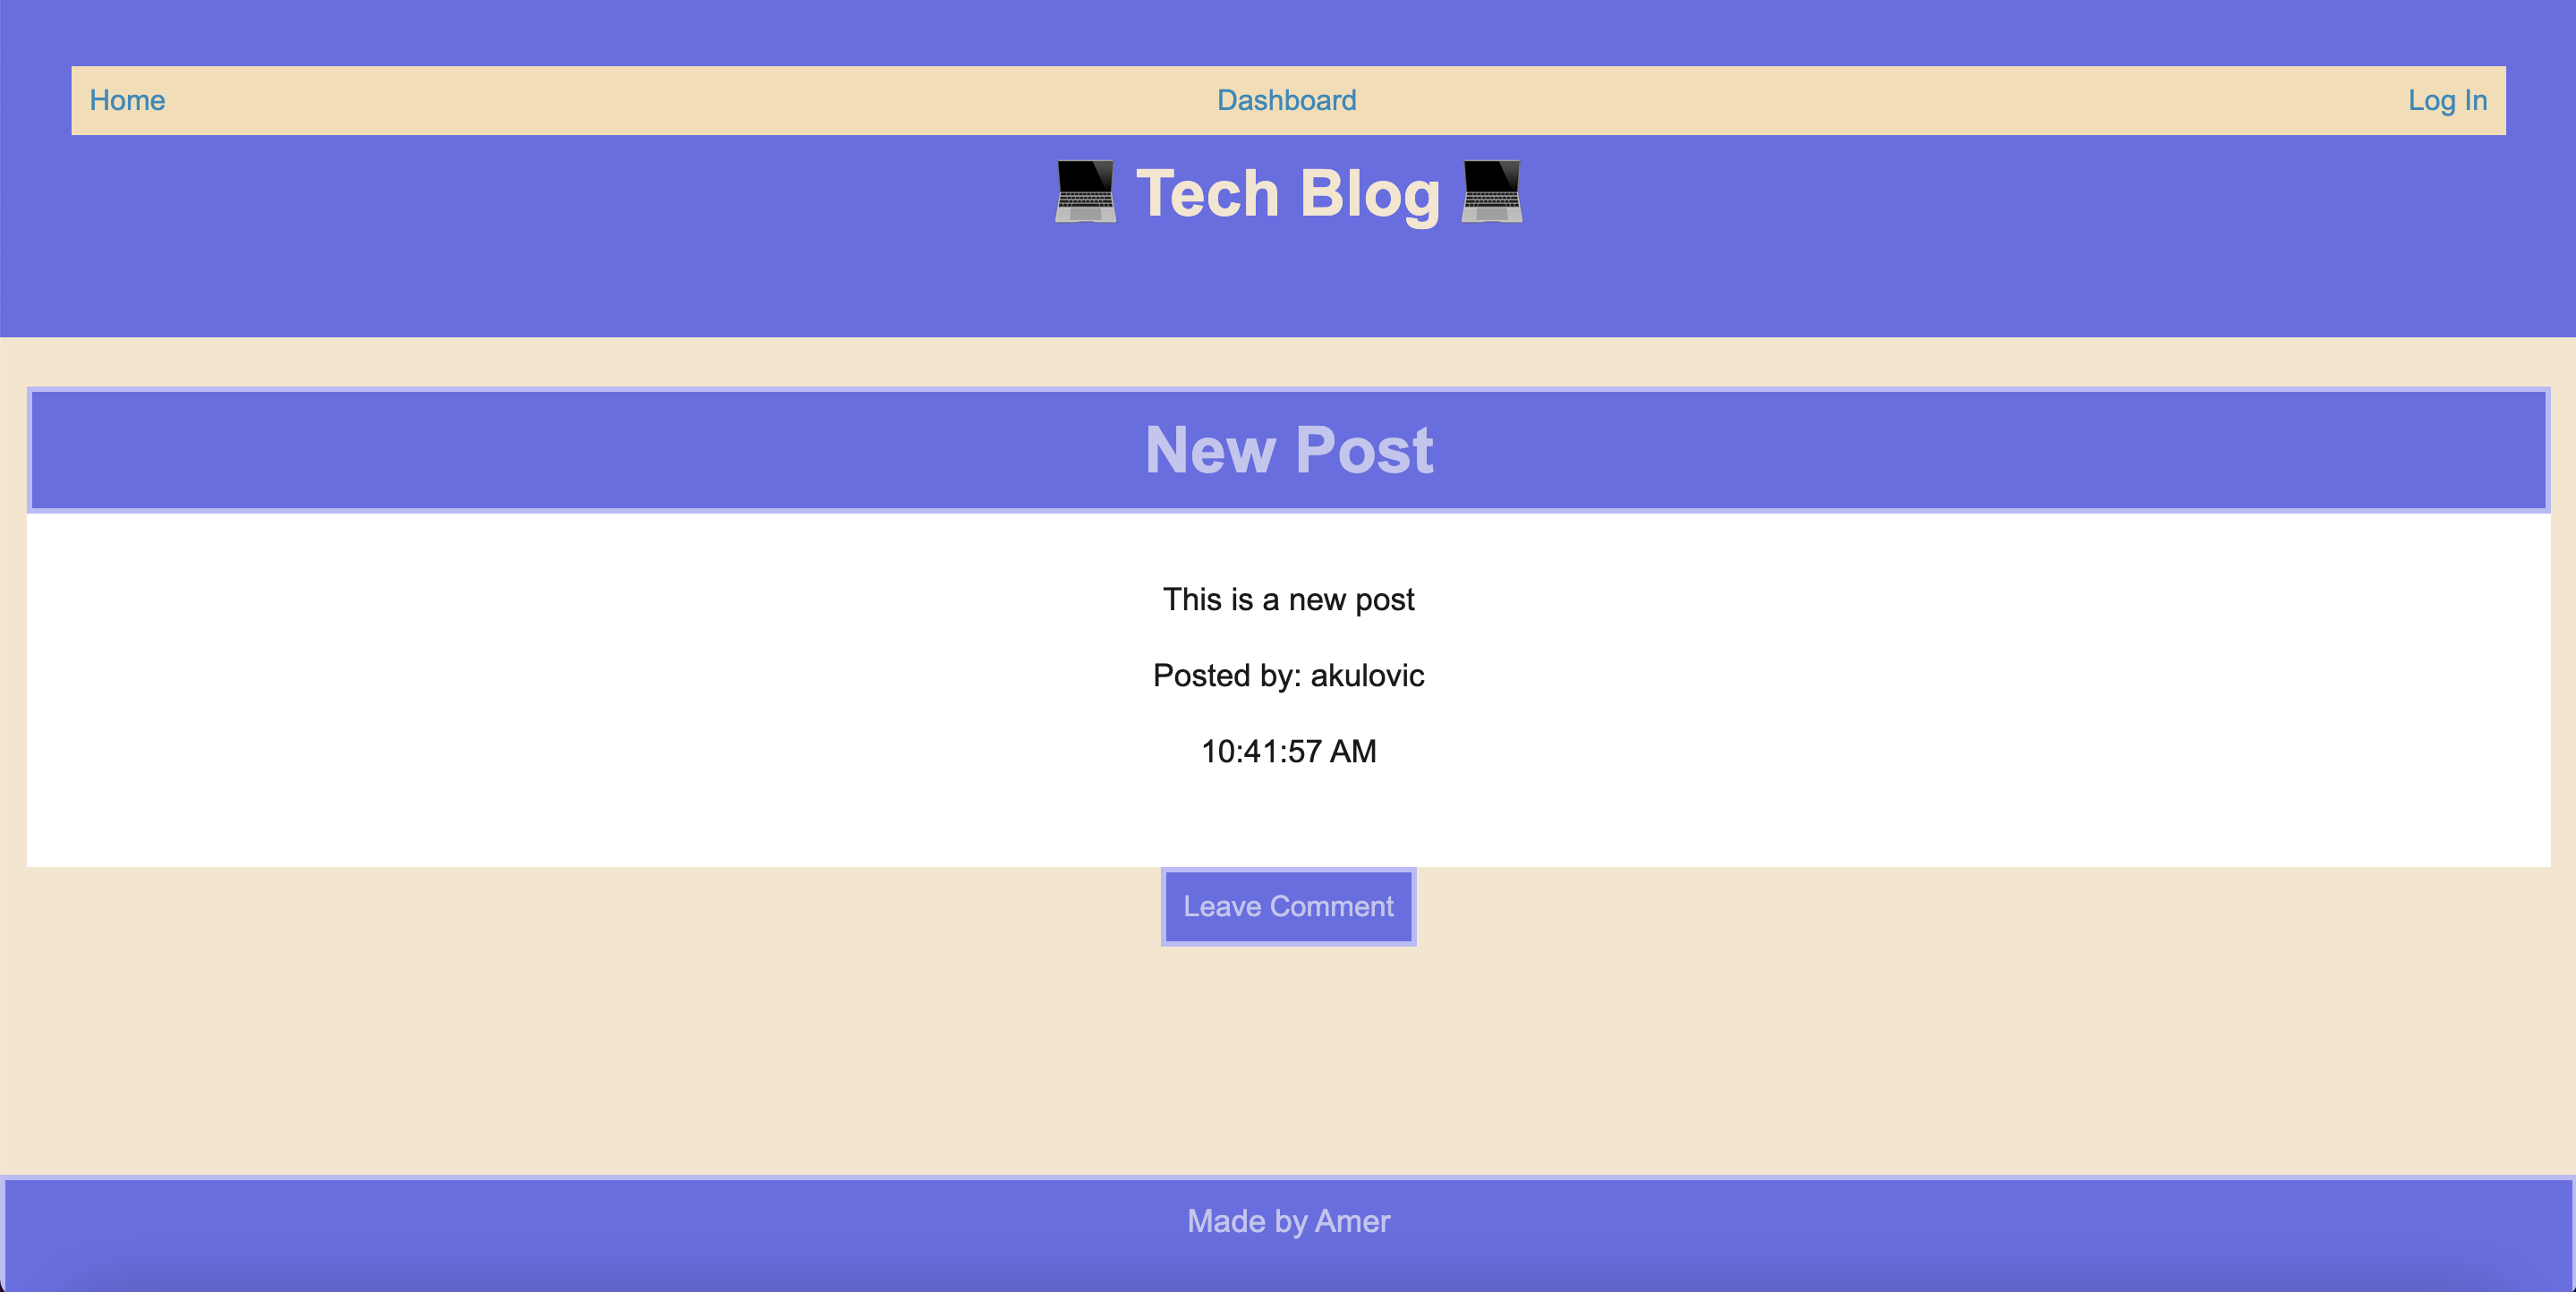 Home Dashboard Log In
💻 Tech Blog 💻
New Post
This is a new post
Posted by: akulovic
10:41:57 AM
Leave Comment
Made by Amer